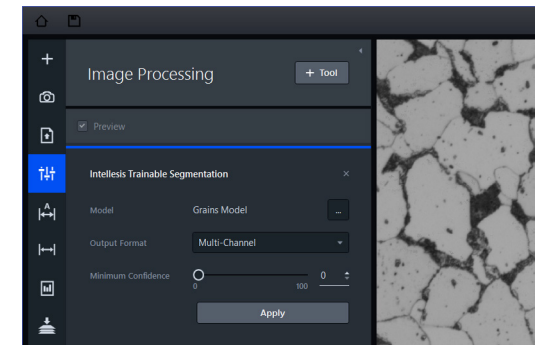 Image Processing
+ Tool
Preview
Intellesis Trainable Segmentation
Model Grains Model ...
Output Format Multi-Channel
Minimum Confidence 0
0 100
Apply
A